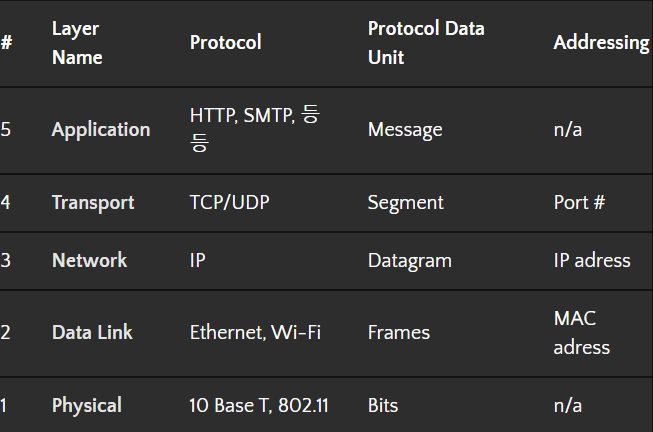 # Layer Name Protocol Protocol Data Unit Addressing
5 Application HTTP, SMTP, 등등 Message n/a
4 Transport TCP/UDP Segment Port #
3 Network IP Datagram IP adress
2 Data Link Ethernet, Wi-Fi Frames MAC adress
1 Physical 10 Base T, 802.11 Bits n/a